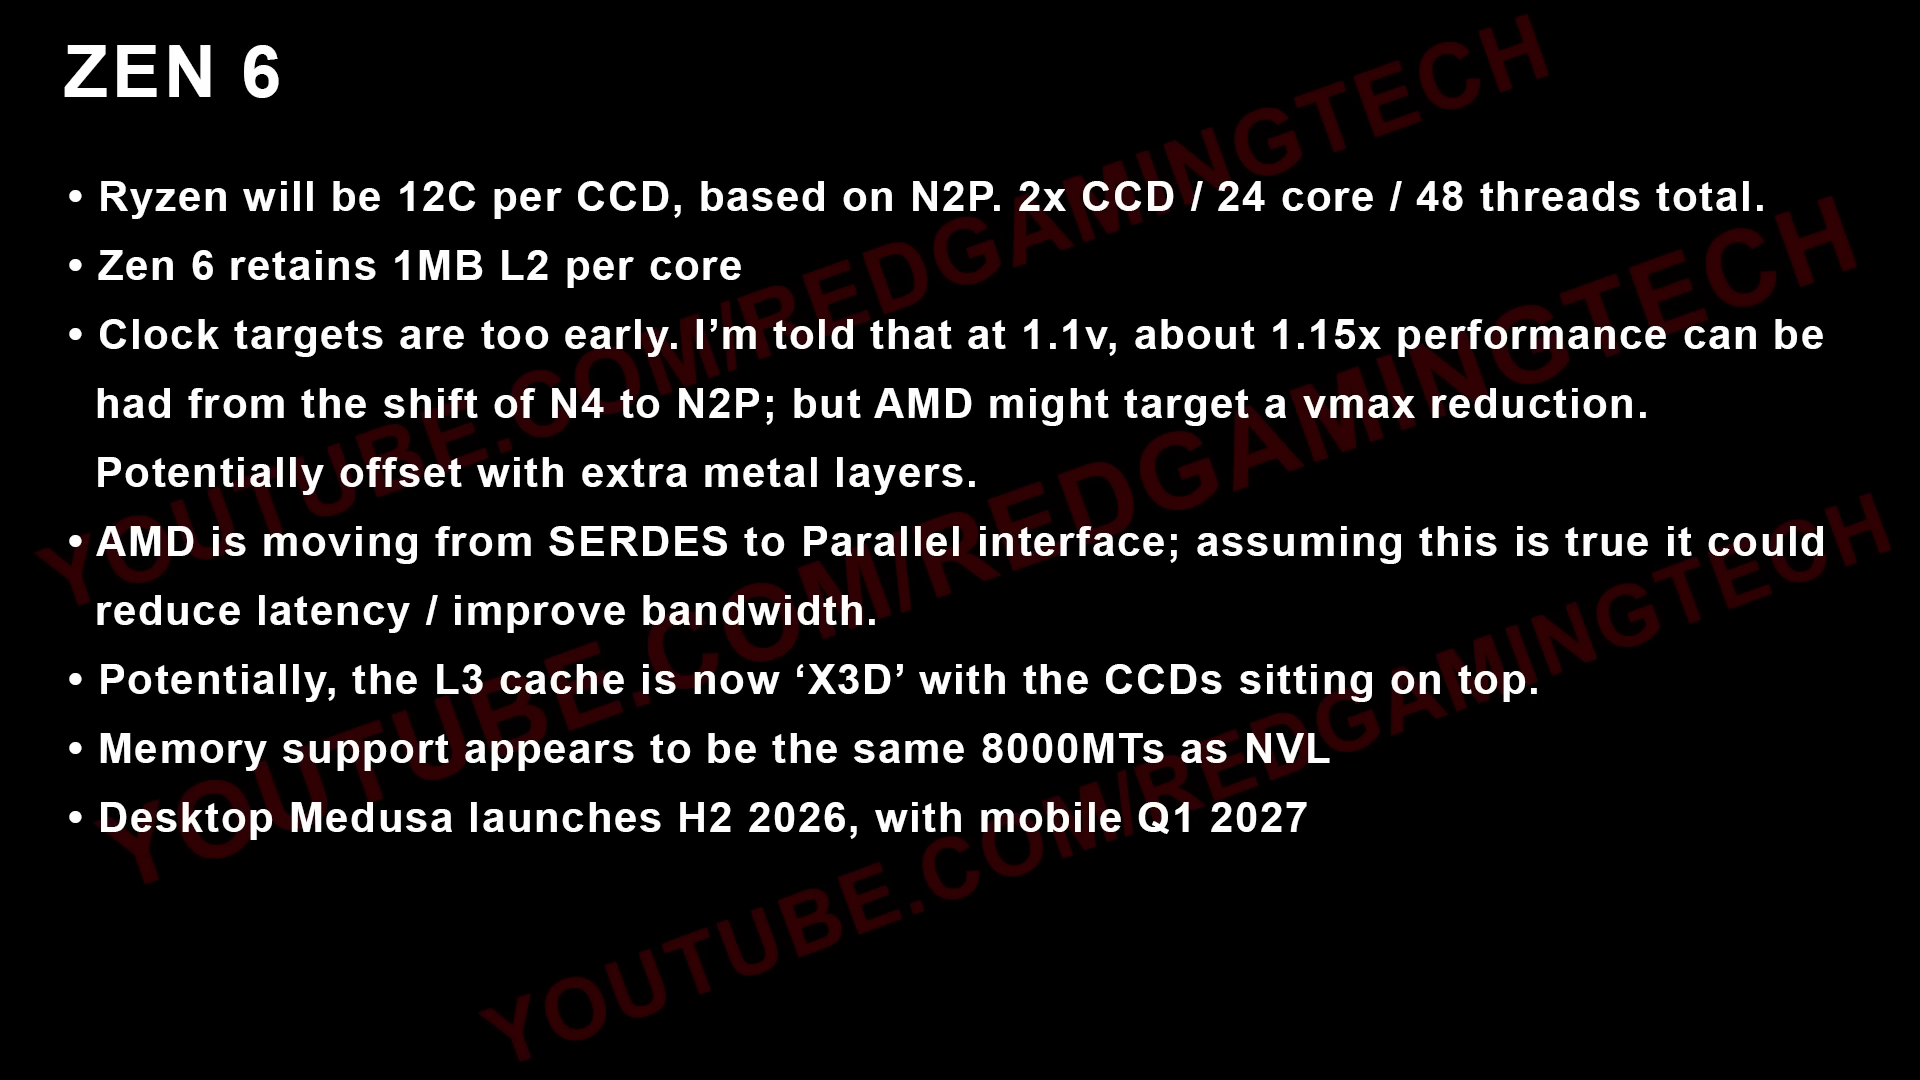 ZEN 6
• Ryzen will be 12C per CCD, based on N2P. 2x CCD / 24 core / 48 threads total.
• Zen 6 retains 1MB L2 per core
• Clock targets are too early. I’m told that at 1.1v, about 1.15x performance can be
had from the shift of N4 to N2P; but AMD might target a vmax reduction.
Potentially offset with extra metal layers.
• AMD is moving from SERDES to Parallel interface; assuming this is true it could
reduce latency / improve bandwidth.
• Potentially, the L3 cache is now ‘X3D’ with the CCDs sitting on top.
• Memory support appears to be the same 8000MTs as NVL
• Desktop Medusa launches H2 2026, with mobile Q1 2027
YOUTUBE.COM/REDGAMINGTECH
YOUTUBE.COM/REDGAMINGTECH
YOUTUBE.COM/REDGAMINGTECH